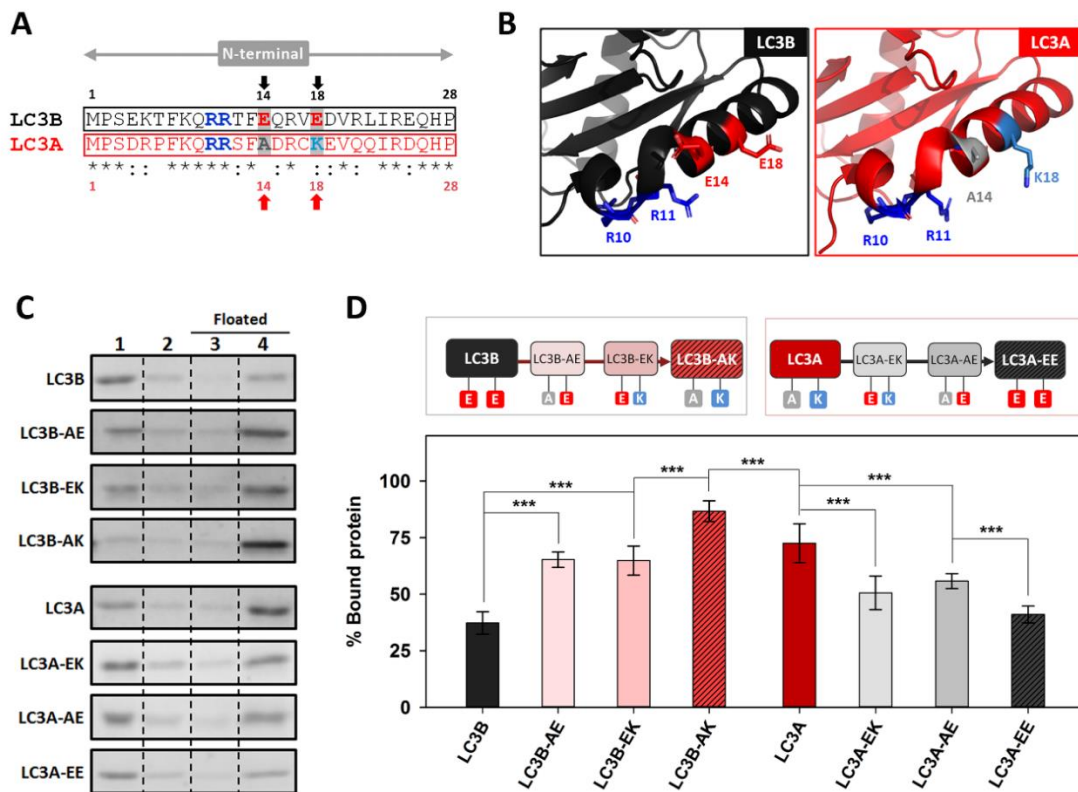 A
N-terminal
1 14 18 28
LC3B MPSEKTFKQRRTFEQRVEDVRLIREQHP
LC3A MPSDRPFKQRRSFADRCKEVQQIRDQHP
***:: ******:* :* :*: **:***
1 14 18 28
B
LC3B
E14
E18
R11
R10
LC3A
K18
A14
R10
R11
C
Floated
1 2 3 4
LC3B
LC3B-AE
LC3B-EK
LC3B-AK
LC3A
LC3A-EK
LC3A-AE
LC3A-EE
D
LC3B LC3B-AE LC3B-EK LC3B-AK
E E A E E K A K
LC3A LC3A-EK LC3A-AE LC3A-EE
A K E K A E E E
% Bound protein
100
75
50
25
0
*** *** *** *** *** *** ***
LC3B LC3B-AE LC3B-EK LC3B-AK LC3A LC3A-EK LC3A-AE LC3A-EE